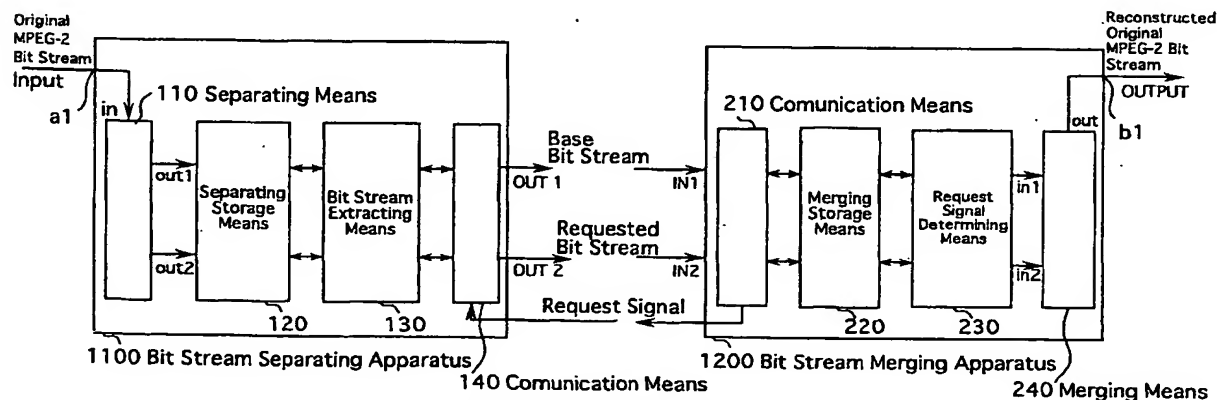 Original
MPEG-2
Bit Stream
Input
a1
in
110 Separating Means
out1
out2
Separating
Storage
Means
120
Bit Stream
Extracting
Means
130
OUT 1
OUT 2
Base
Bit Stream
Requested
Bit Stream
Request Signal
1100 Bit Stream Separating Apparatus
140 Comunication Means
IN1
IN2
210 Comunication Means
Merging
Storage
Means
220
Request
Signal
Determining
Means
230
in1
in2
out
Reconstructed
Original
MPEG-2 Bit
Stream
OUTPUT
b1
1200 Bit Stream Merging Apparatus
240 Merging Means